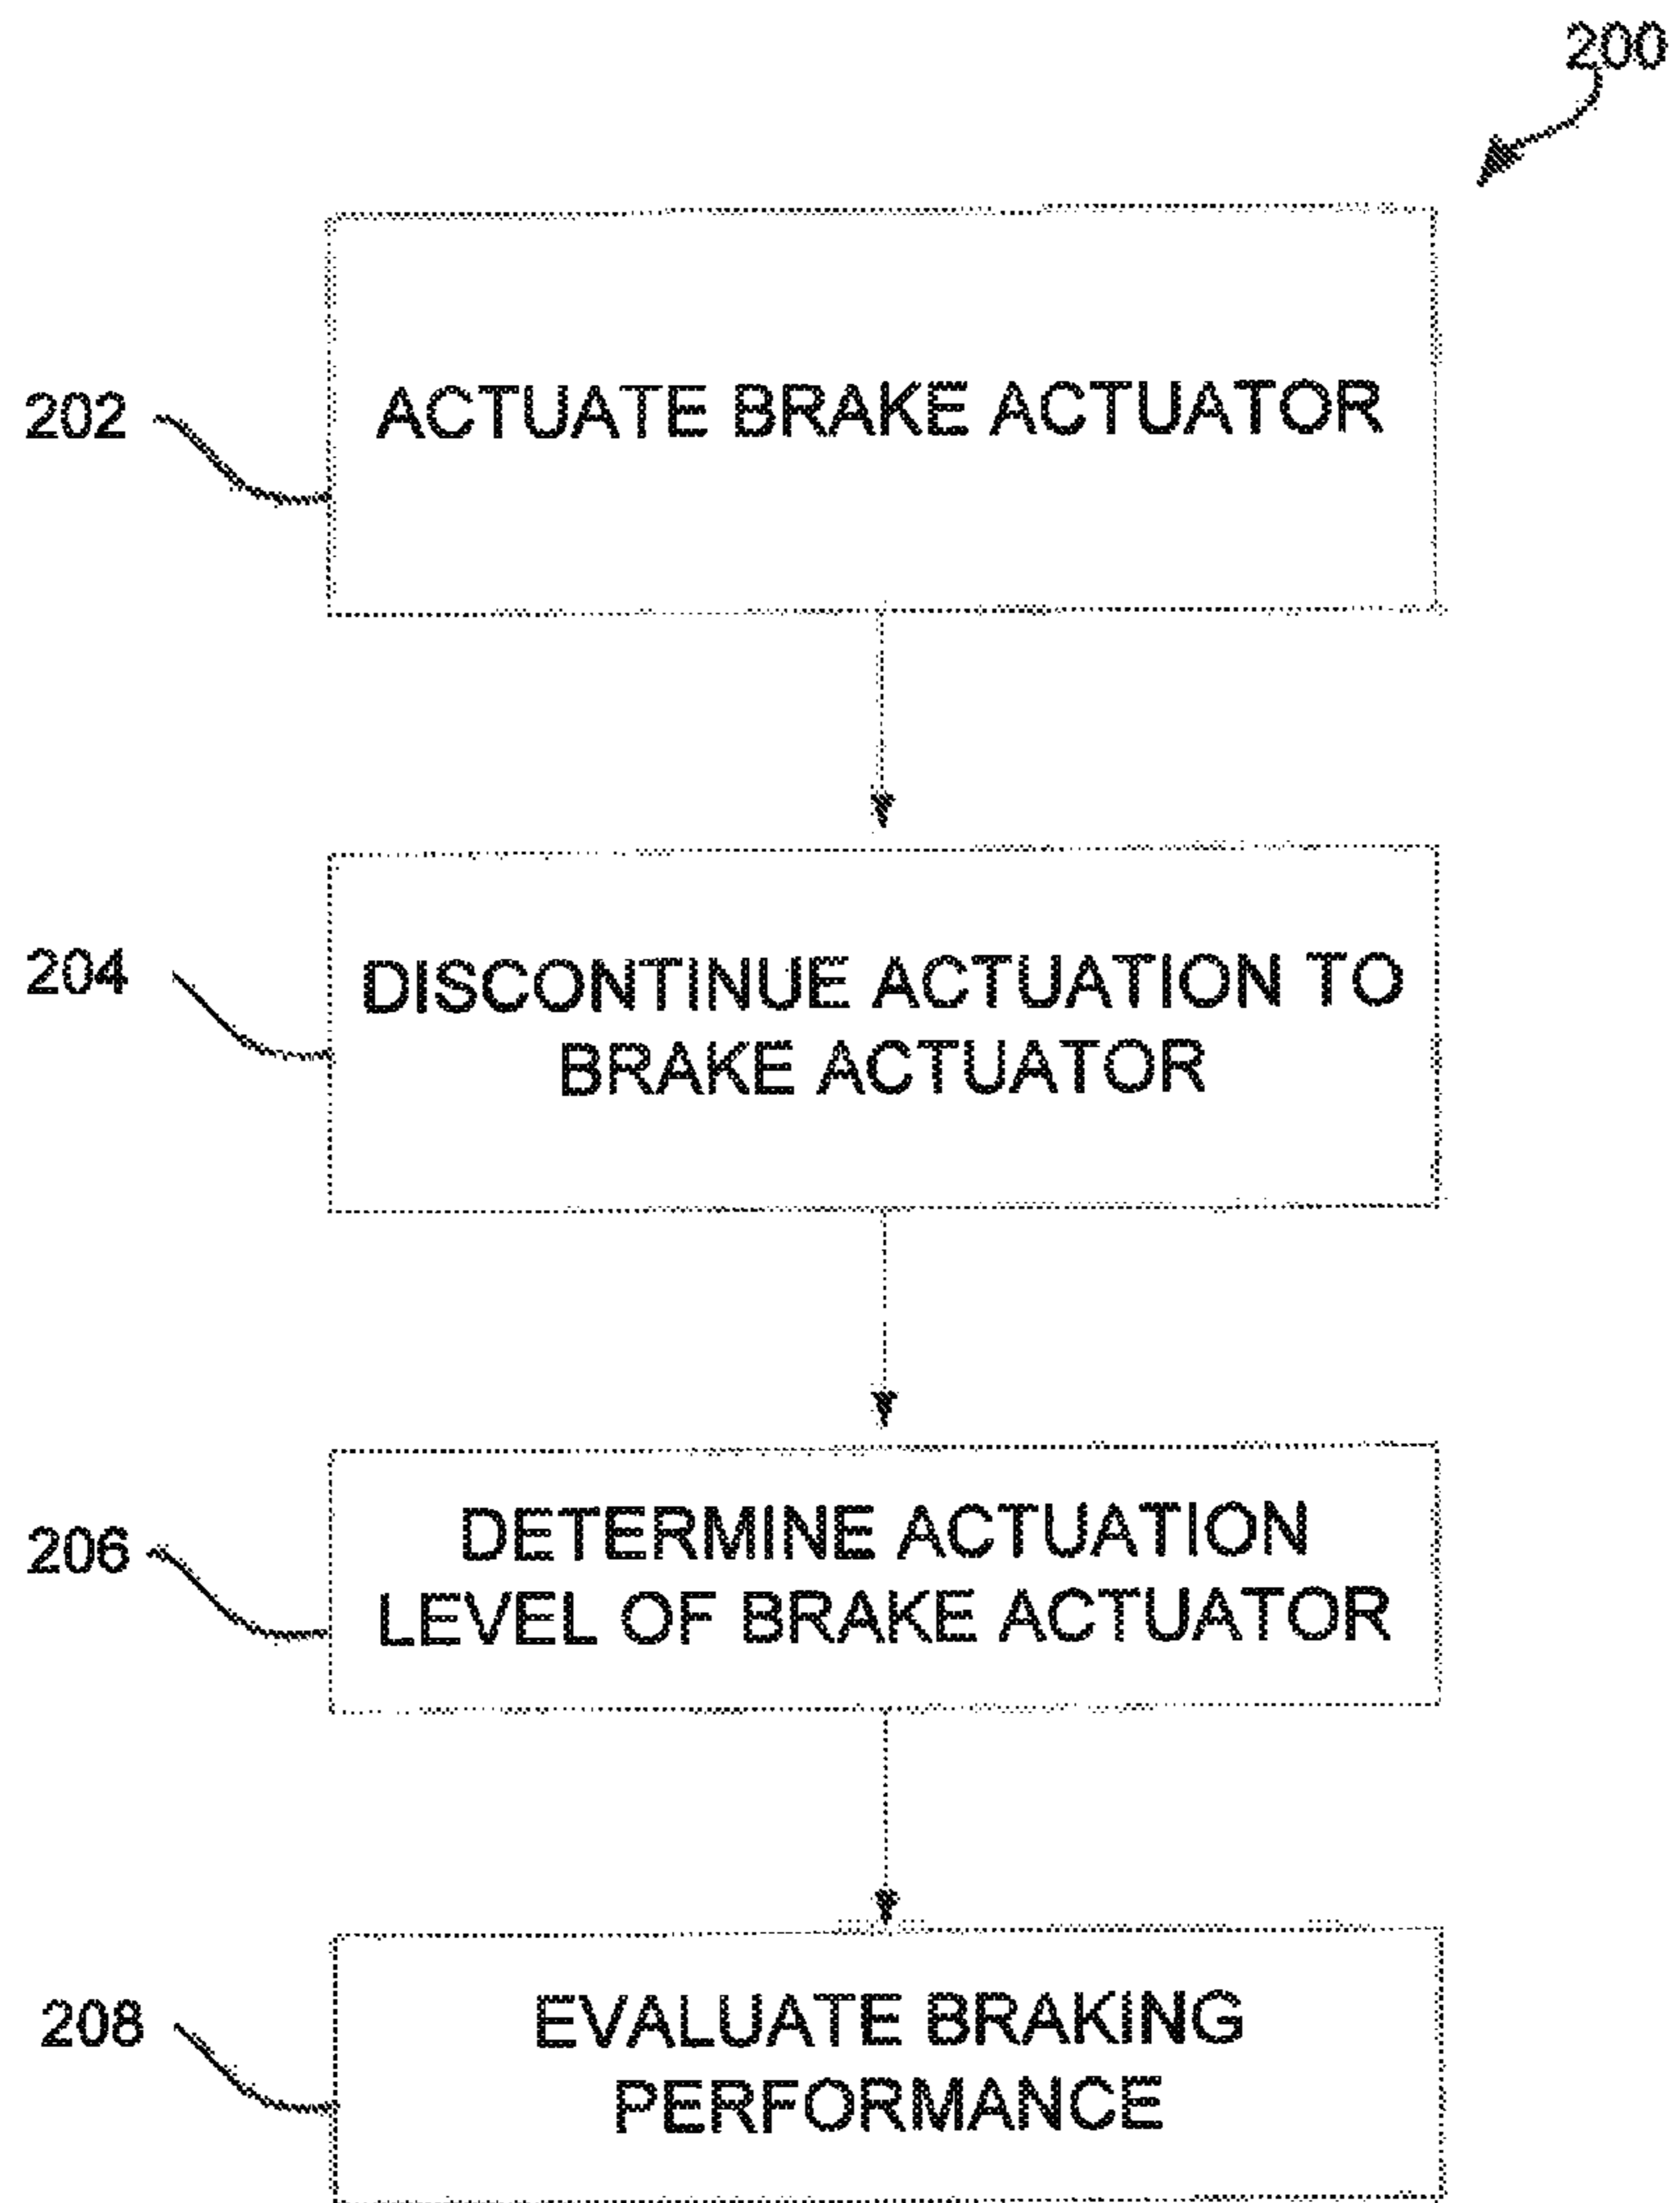 200
202
ACTUATE BRAKE ACTUATOR
204
DISCONTINUE ACTUATION TO
BRAKE ACTUATOR
206
DETERMINE ACTUATION
LEVEL OF BRAKE ACTUATOR
208
EVALUATE BRAKING
PERFORMANCE